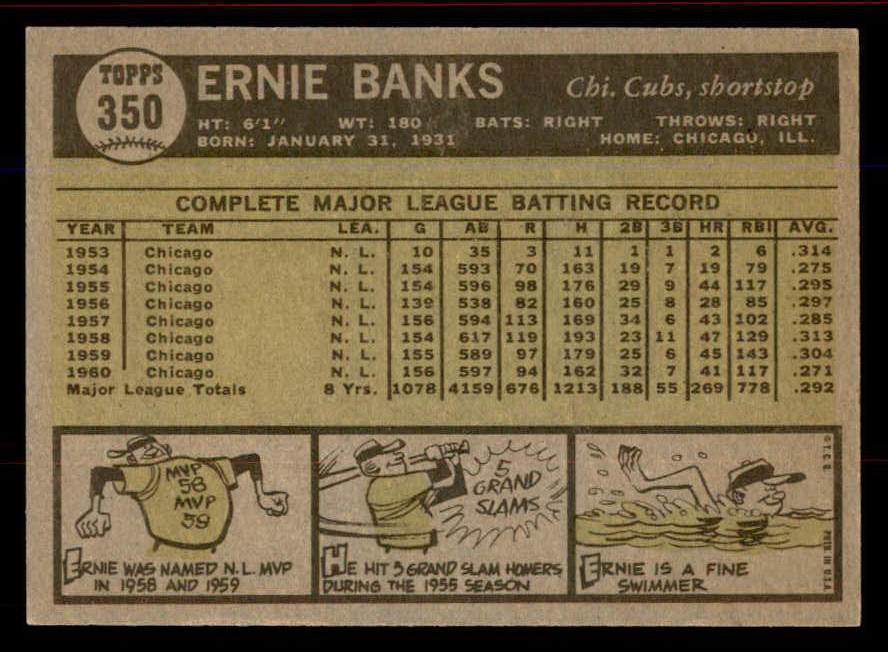 TOPPS
350
ERNIE BANKS
Chi. Cubs, shortstop
HT: 6'1" WT: 180 BATS: RIGHT THROWS: RIGHT
BORN: JANUARY 31, 1931 HOME: CHICAGO, ILL.
COMPLETE MAJOR LEAGUE BATTING RECORD
YEAR TEAM LEA. G AB R H 2B 3B HR RBI AVG.
1953 Chicago N. L. 10 35 3 11 1 1 2 6 .314
1954 Chicago N. L. 154 593 70 163 19 7 19 79 .275
1955 Chicago N. L. 154 596 98 176 29 9 44 117 .295
1956 Chicago N. L. 139 538 82 160 25 8 28 85 .297
1957 Chicago N. L. 156 594 113 169 34 6 43 102 .285
1958 Chicago N. L. 154 617 119 193 23 11 47 129 .313
1959 Chicago N. L. 155 589 97 179 25 6 45 143 .304
1960 Chicago N. L. 156 597 94 162 32 7 41 117 .271
Major League Totals 8 Yrs. 1078 4159 676 1213 188 55 269 778 .292
MVP
58
MVP
59
ERNIE WAS NAMED N.L. MVP
IN 1958 AND 1959
5
GRAND
SLAMS
HE HIT 5 GRAND SLAM HOMERS
DURING THE 1955 SEASON
ERNIE IS A FINE
SWIMMER
©T.C.G.
PRTD. IN U.S.A.